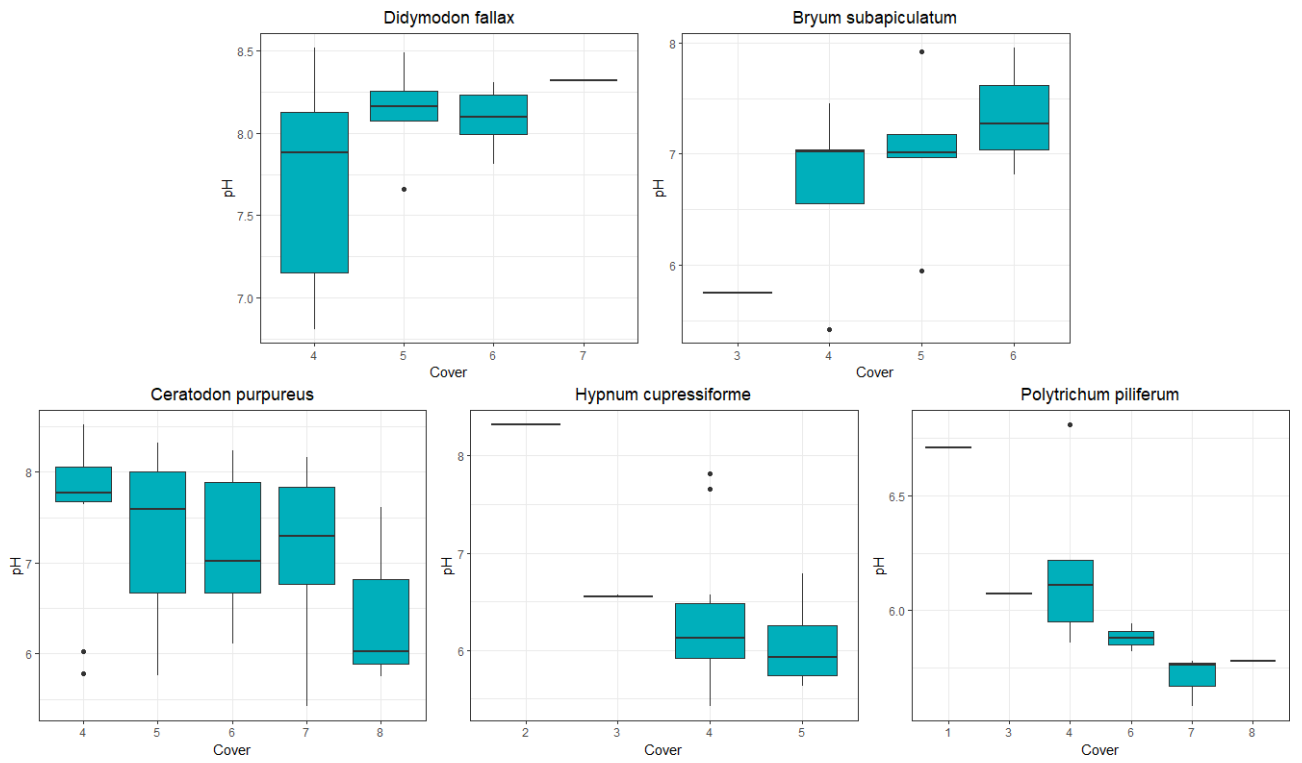 Didymodon fallax
8.5
8.0
7.5
7.0
pH
4 5 6 7
Cover
Bryum subapiculatum
8
7
6
pH
3 4 5 6
Cover
Ceratodon purpureus
8
7
6
pH
4 5 6 7 8
Cover
Hypnum cupressiforme
8
7
6
pH
2 3 4 5
Cover
Polytrichum piliferum
6.5
6.0
pH
1 3 4 6 7 8
Cover